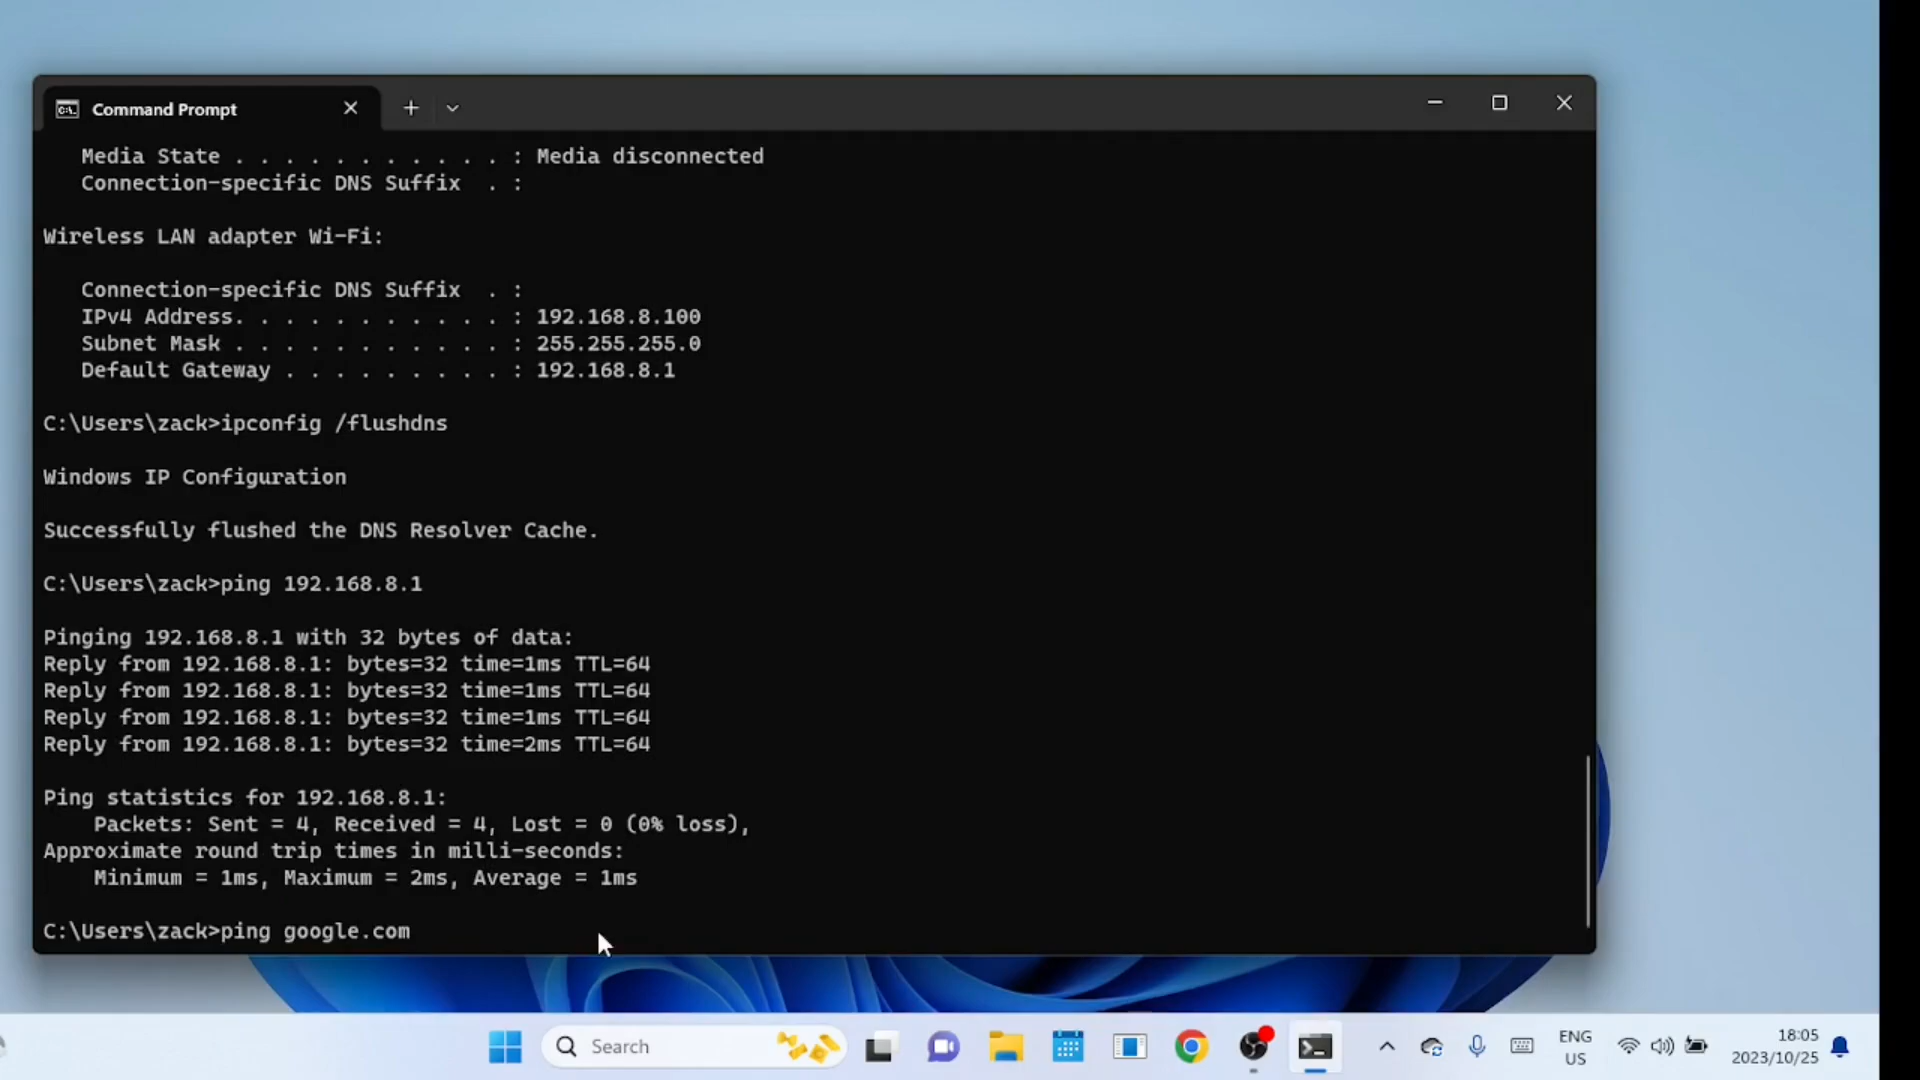 Command Prompt
Media State . . . . . . . . . . . : Media disconnected
Connection-specific DNS Suffix  . :
Wireless LAN adapter Wi-Fi:
Connection-specific DNS Suffix  . :
IPv4 Address. . . . . . . . . . . : 192.168.8.100
Subnet Mask . . . . . . . . . . . : 255.255.255.0
Default Gateway . . . . . . . . . : 192.168.8.1
C:\Users\zack>ipconfig /flushdns
Windows IP Configuration
Successfully flushed the DNS Resolver Cache.
C:\Users\zack>ping 192.168.8.1
Pinging 192.168.8.1 with 32 bytes of data:
Reply from 192.168.8.1: bytes=32 time=1ms TTL=64
Reply from 192.168.8.1: bytes=32 time=1ms TTL=64
Reply from 192.168.8.1: bytes=32 time=1ms TTL=64
Reply from 192.168.8.1: bytes=32 time=2ms TTL=64
Ping statistics for 192.168.8.1:
Packets: Sent = 4, Received = 4, Lost = 0 (0% loss),
Approximate round trip times in milli-seconds:
Minimum = 1ms, Maximum = 2ms, Average = 1ms
C:\Users\zack>ping google.com
Search
ENG
US
18:05
2023/10/25